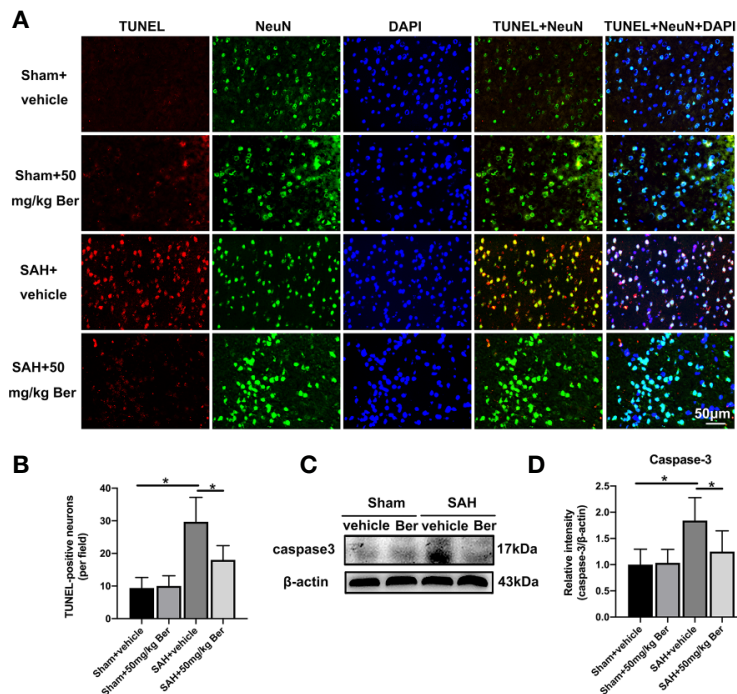 A
TUNEL NeuN DAPI TUNEL+NeuN TUNEL+NeuN+DAPI
Sham+
vehicle
Sham+50
mg/kg Ber
SAH+
vehicle
SAH+50
mg/kg Ber
50μm
B
TUNEL-positive neurons
(per field)
40
30
20
10
0
* *
Sham+vehicle
Sham+50mg/kg Ber
SAH+vehicle
SAH+50mg/kg Ber
C
Sham SAH
vehicle Ber vehicle Ber
caspase3 17kDa
β-actin 43kDa
D
Caspase-3
Relative intensity
(caspase-3/β-actin)
2.5
2.0
1.5
1.0
0.5
0.0
* *
Sham+vehicle
Sham+50mg/kg Ber
SAH+vehicle
SAH+50mg/kg Ber